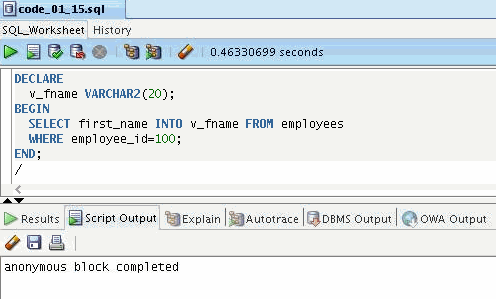 code_01_15.sql
SQL_Worksheet History
0.46330699 seconds
DECLARE
v_fname VARCHAR2(20);
BEGIN
SELECT first_name INTO v_fname FROM employees
WHERE employee_id=100;
END;
/
Results Script Output Explain Autotrace DBMS Output OWA Output
anonymous block completed